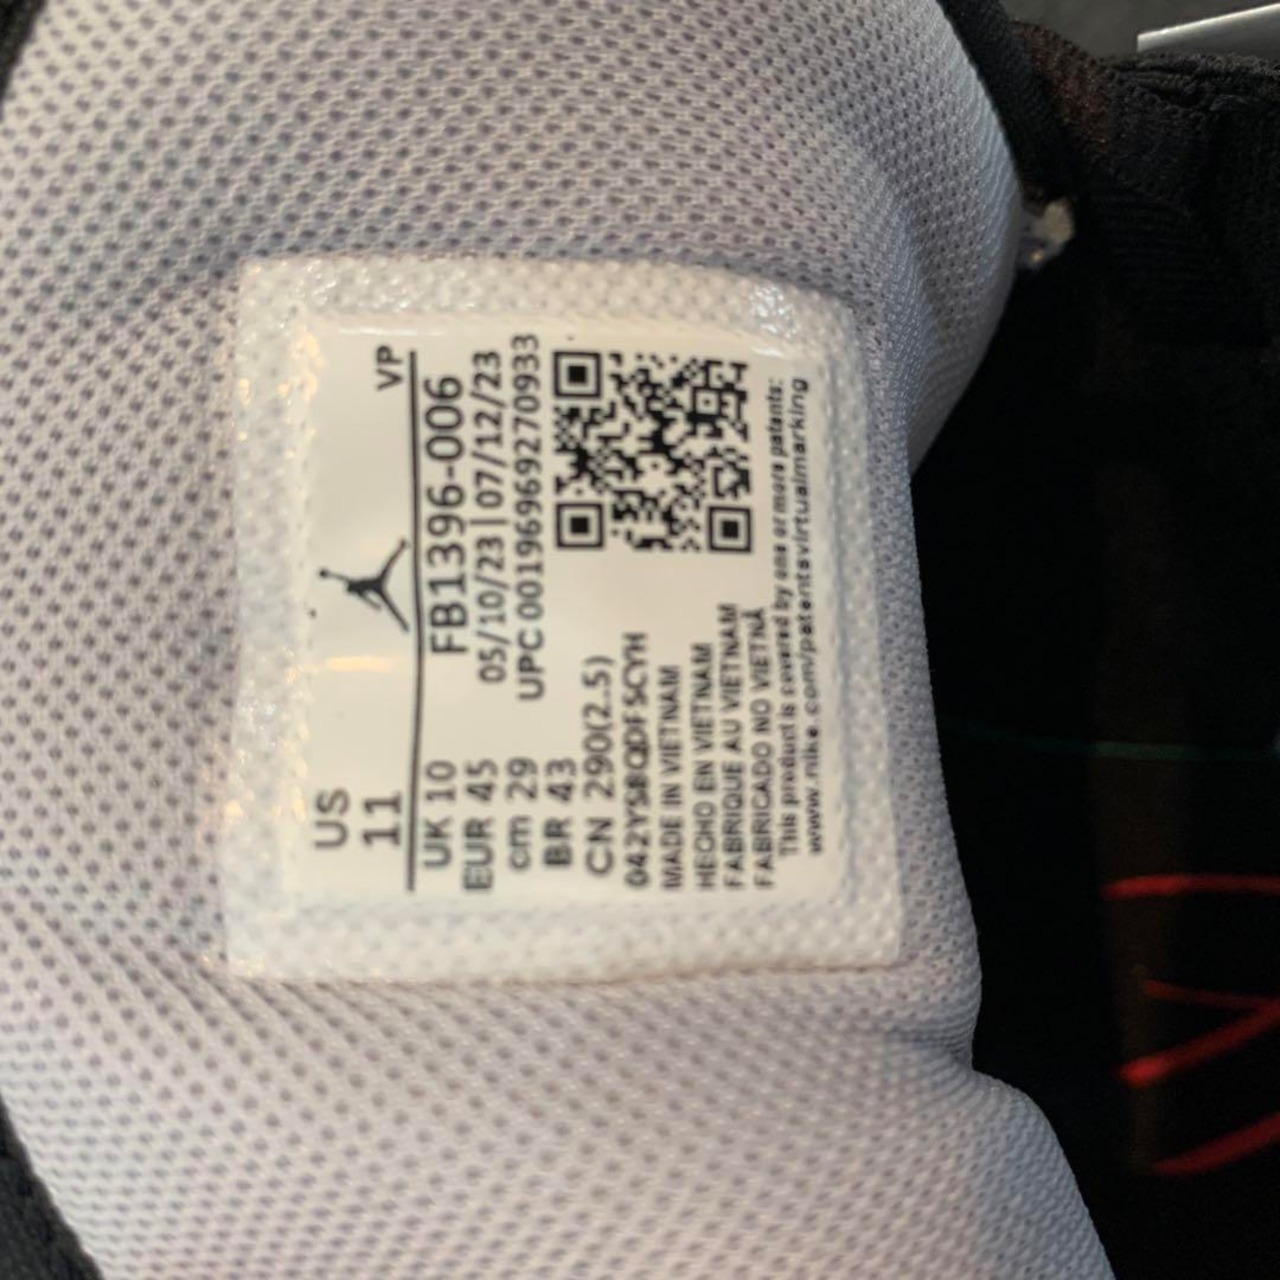 US
11
VP
UK 10
EUR 45
cm 29
BR 43
CN 290(2.5)
FB1396-006
05/10/23|07/12/23
UPC 00196969270933
042YSBQDFSCYH
MADE IN VIETNAM
HECHO EN VIETNAM
FABRIQUE AU VIETNAM
FABRICADO NO VIETNÃ
This product is covered by one or more patents:
www.nike.com/patentsvirtualmarking